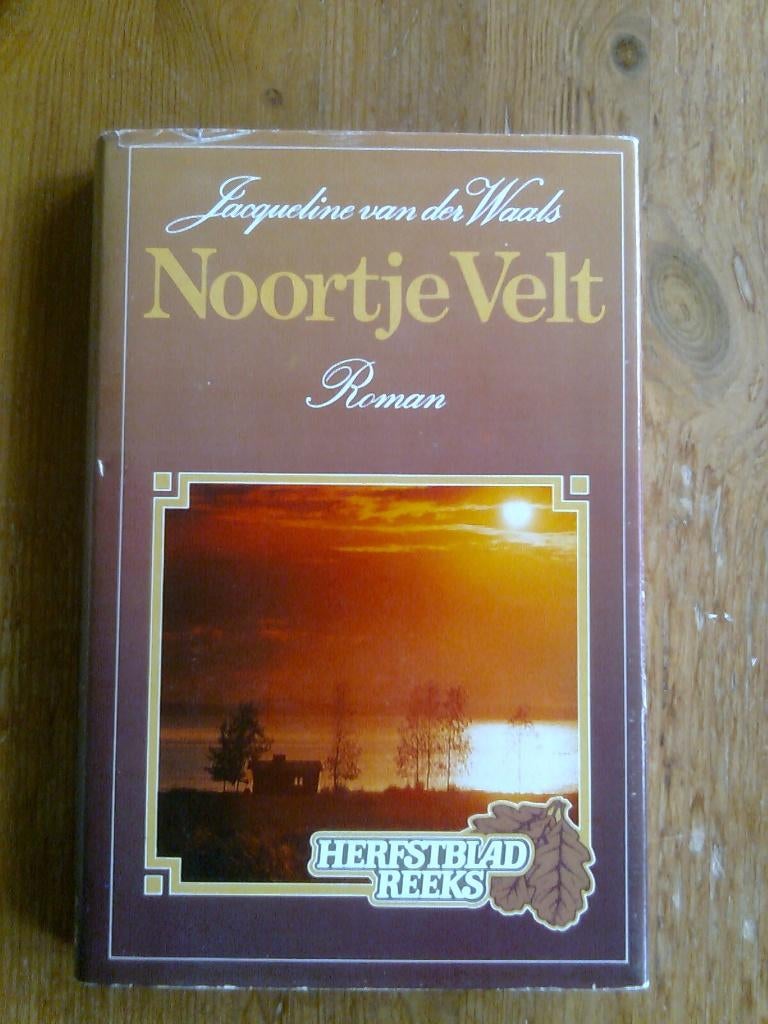 Jacqueline van der Waals
Noortje Velt
Roman
HERFSTBLAD
REEKS